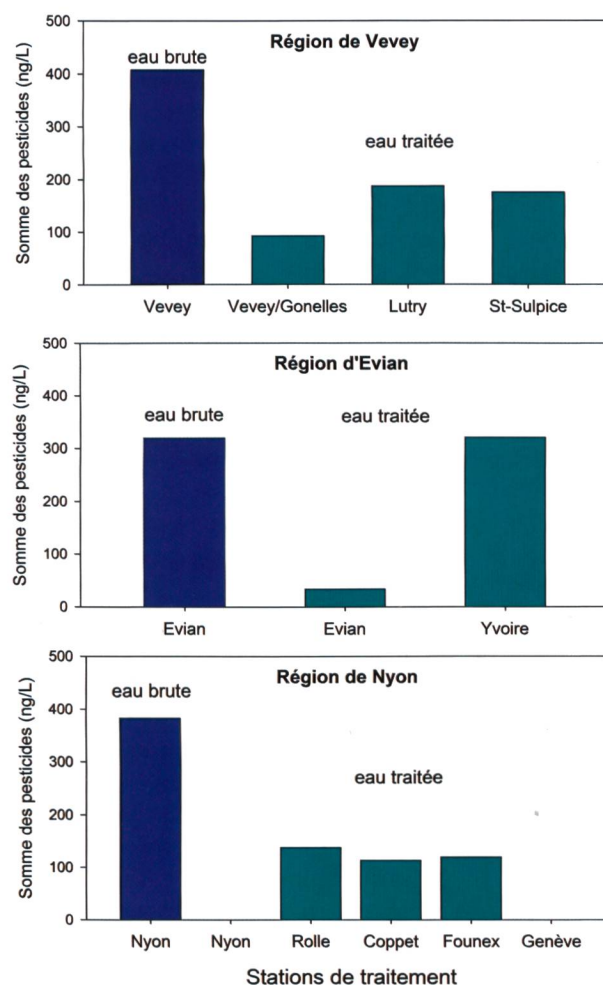 500
Région de Vevey
eau brute
400
300
eau traitée
200
100
0
Somme des pesticides (ng/L)
Vevey Vevey/Gonelles Lutry St-Sulpice
500
Région d'Evian
eau brute eau traitée
400
300
200
100
0
Somme des pesticides (ng/L)
Evian Evian Yvoire
500
Région de Nyon
eau brute
400
300
eau traitée
200
100
0
Somme des pesticides (ng/L)
Nyon Nyon Rolle Coppet Founex Genève
Stations de traitement